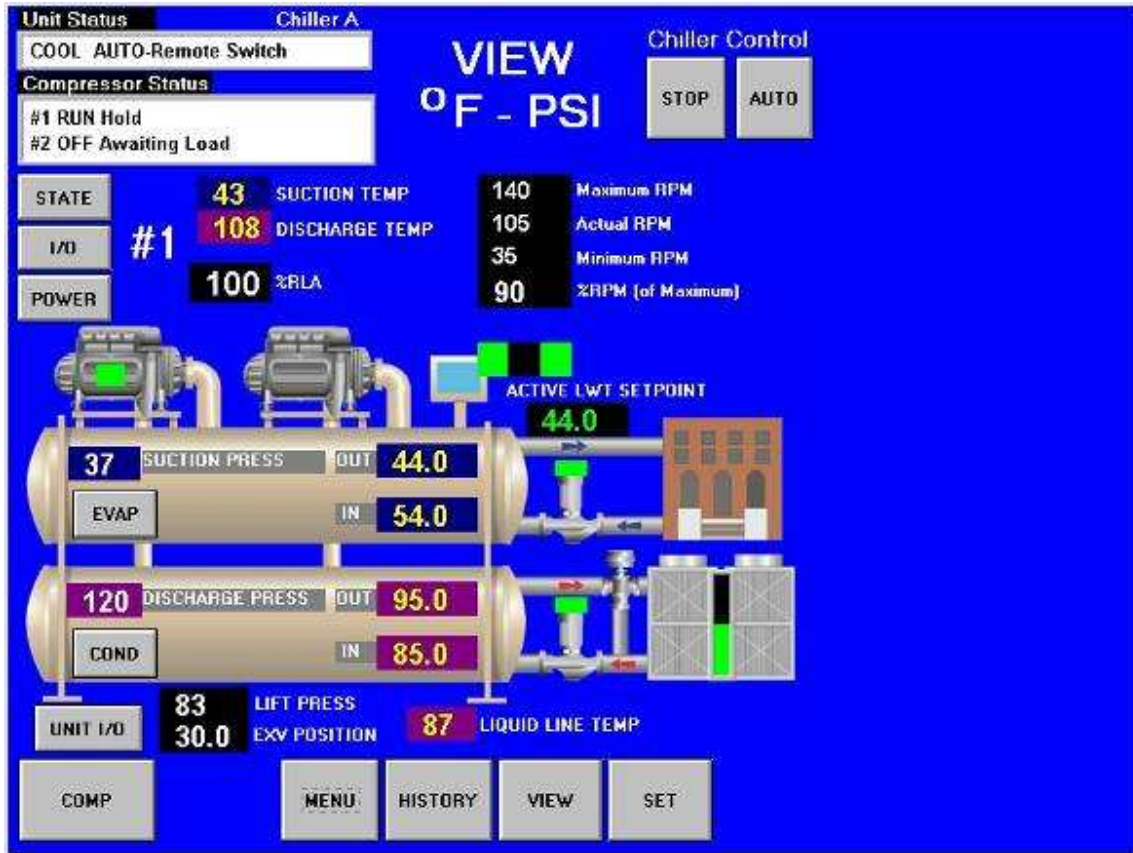 Unit Status
Chiller A
COOL AUTO-Remote Switch
Compressor Status
#1 RUN Hold
#2 OFF Awaiting Load
VIEW
ºF - PSI
Chiller Control
STOP
AUTO
STATE
I/O
POWER
#1
43 SUCTION TEMP
108 DISCHARGE TEMP
100 %RLA
140 Maximum RPM
105 Actual RPM
35 Minimum RPM
90 %RPM (of Maximum)
ACTIVE LWT SETPOINT
44.0
37 SUCTION PRESS OUT 44.0
EVAP IN 54.0
120 DISCHARGE PRESS OUT 95.0
COND IN 85.0
UNIT I/O
83 LIFT PRESS
30.0 EXV POSITION
87 LIQUID LINE TEMP
COMP
MENU
HISTORY
VIEW
SET